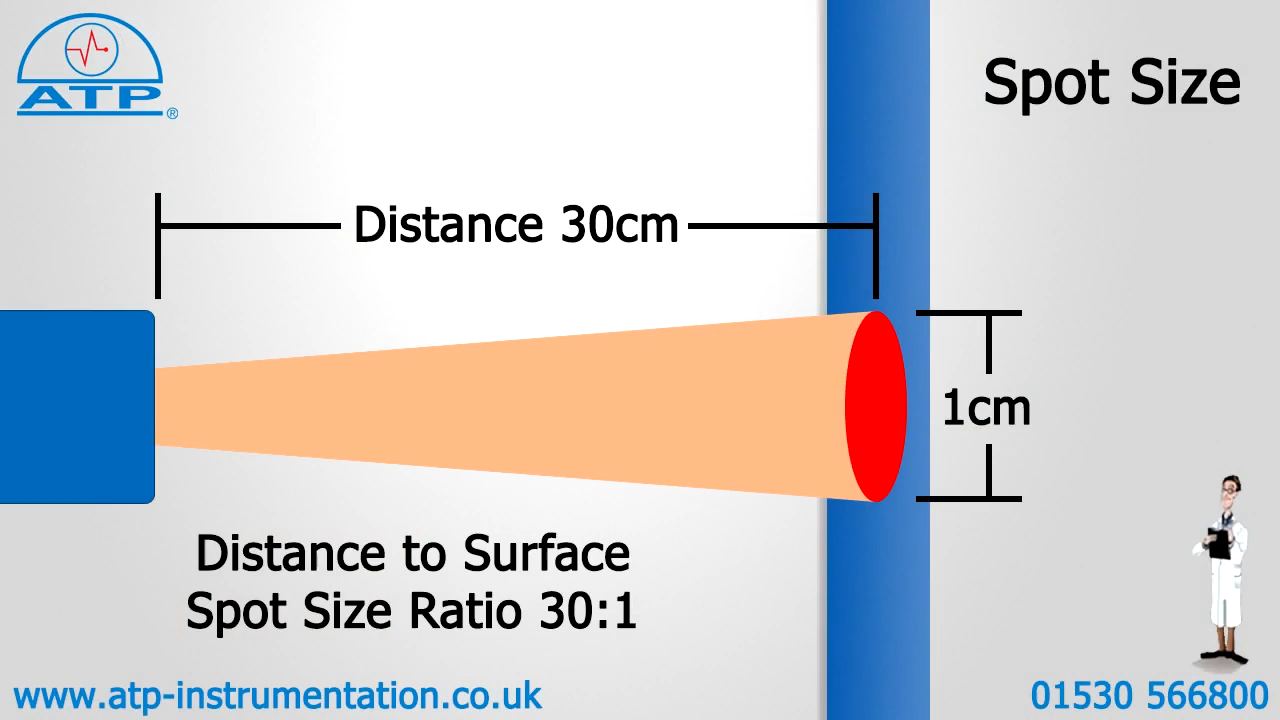 ATP®
Spot Size
Distance 30cm
1cm
Distance to Surface
Spot Size Ratio 30:1
www.atp-instrumentation.co.uk
01530 566800